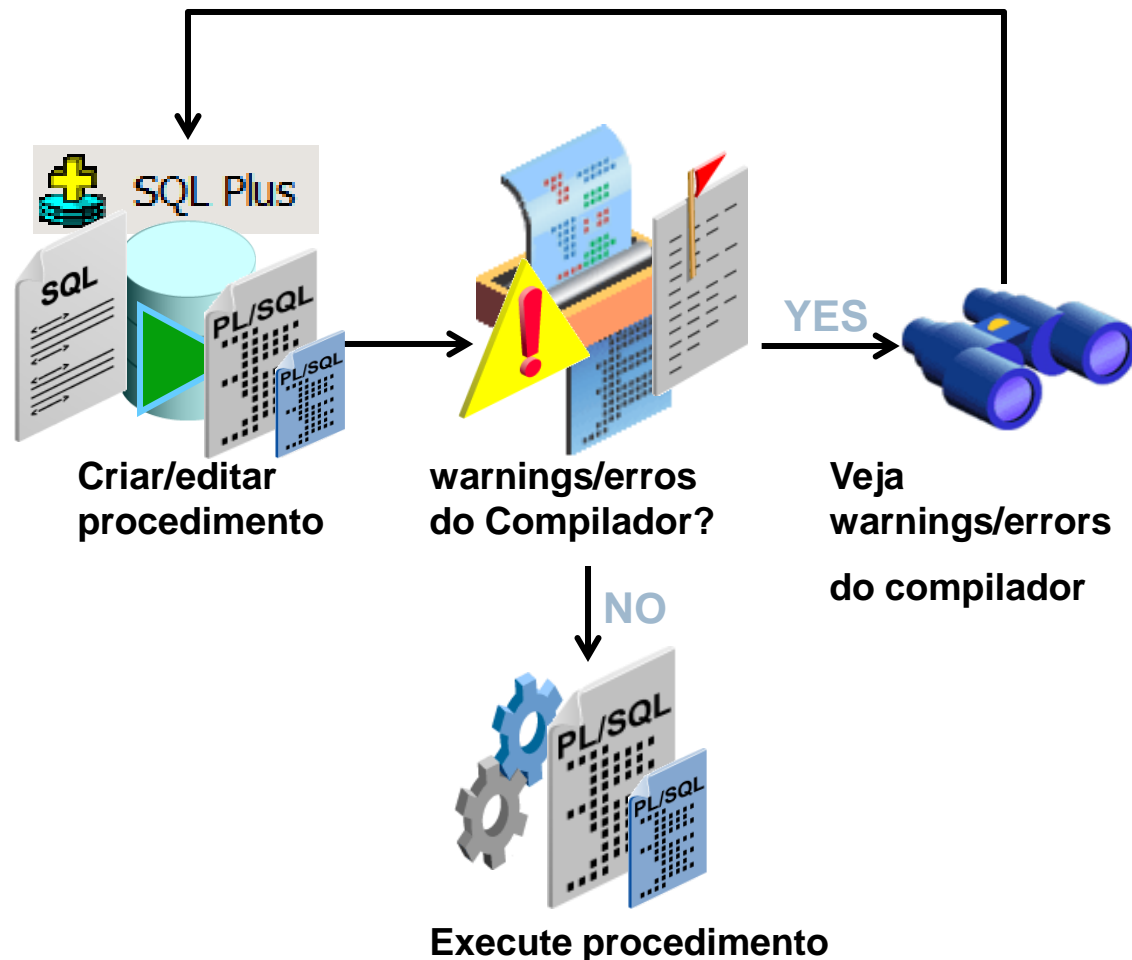 SQL Plus
SQL
PL/SQL
PL/SQL
YES
Criar/editar
procedimento
warnings/erros
do Compilador?
Veja
warnings/errors
do compilador
NO
PL/SQL
PL/SQL
Execute procedimento